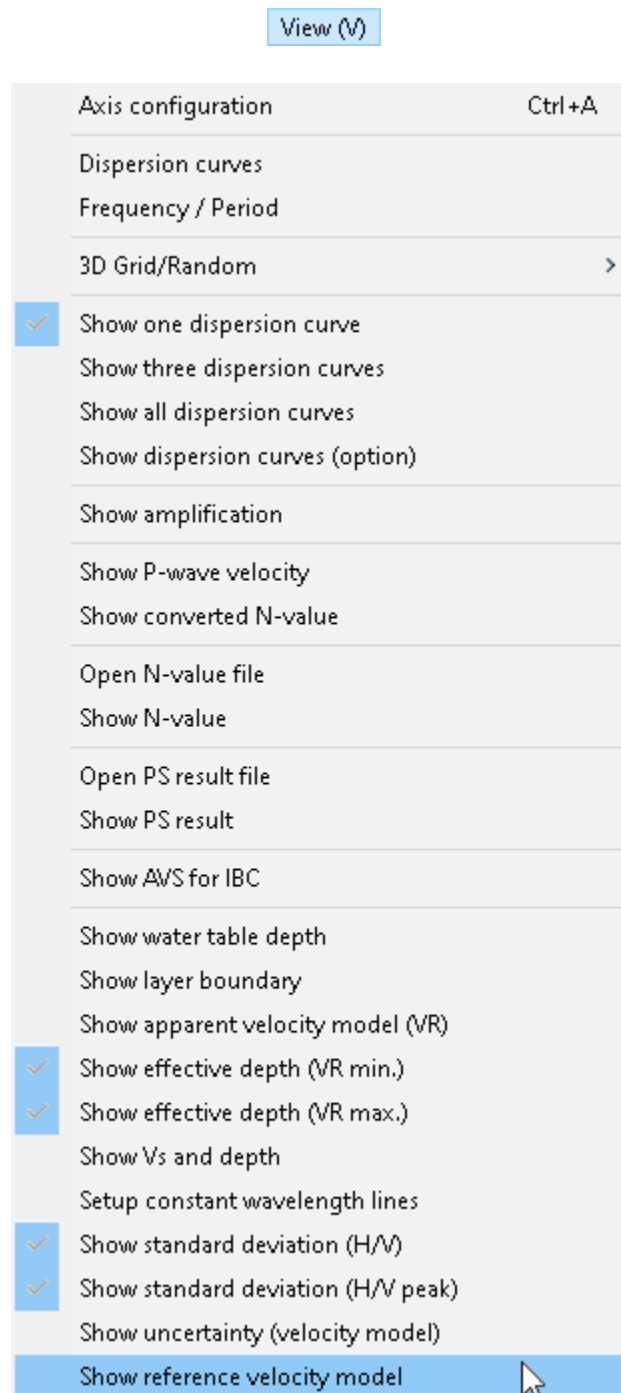 View (V)
Axis configuration Ctrl+A
Dispersion curves
Frequency / Period
3D Grid/Random
Show one dispersion curve
Show three dispersion curves
Show all dispersion curves
Show dispersion curves (option)
Show amplification
Show P-wave velocity
Show converted N-value
Open N-value file
Show N-value
Open PS result file
Show PS result
Show AVS for IBC
Show water table depth
Show layer boundary
Show apparent velocity model (VR)
Show effective depth (VR min.)
Show effective depth (VR max.)
Show Vs and depth
Setup constant wavelength lines
Show standard deviation (H/V)
Show standard deviation (H/V peak)
Show uncertainty (velocity model)
Show reference velocity model